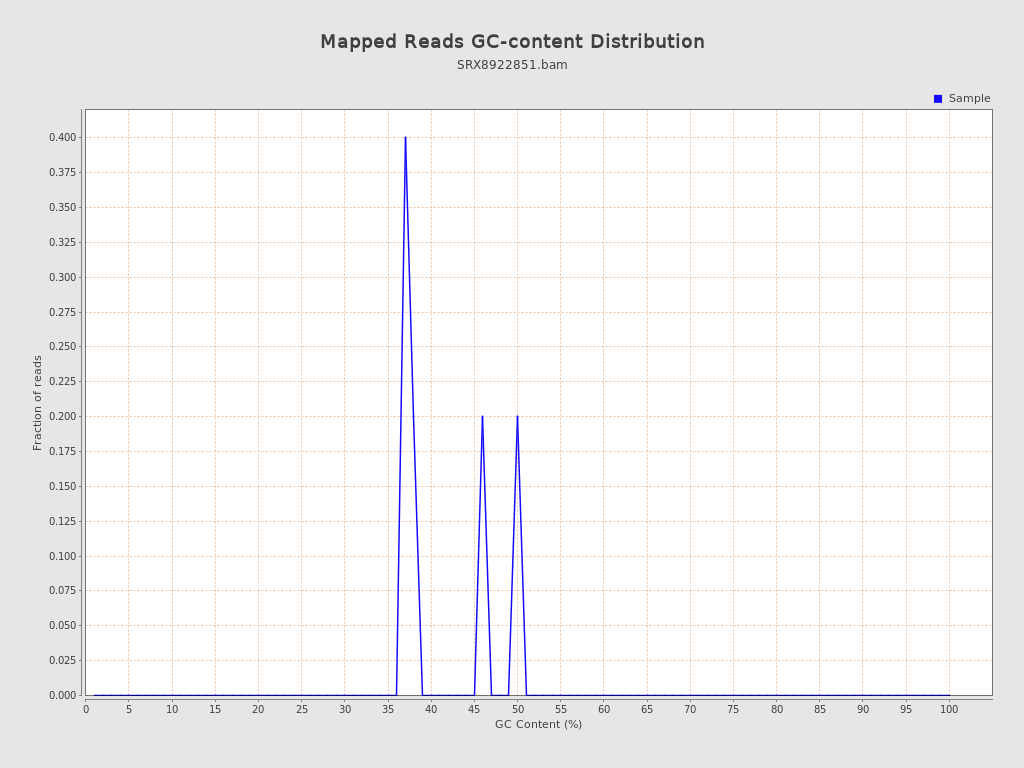 Mapped Reads GC-content Distribution
SRX8922851.bam
Sample
0.400
0.375
0.350
0.325
0.300
0.275
0.250
0.225
0.200
0.175
0.150
0.125
0.100
0.075
0.050
0.025
0.000
Fraction of reads
0 5 10 15 20 25 30 35 40 45 50 55 60 65 70 75 80 85 90 95 100
GC Content (%)